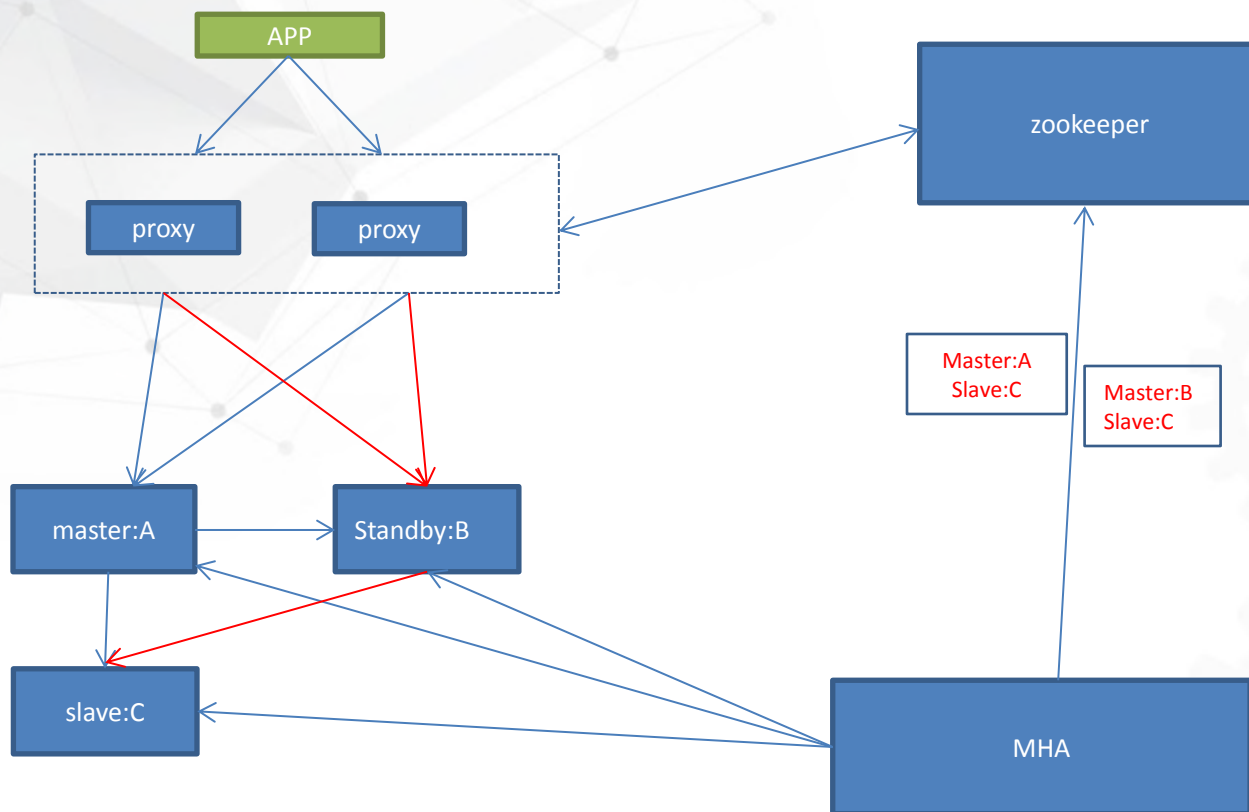 APP
zookeeper
proxy
proxy
Master:A
Slave:C
Master:B
Slave:C
master:A
Standby:B
slave:C
MHA